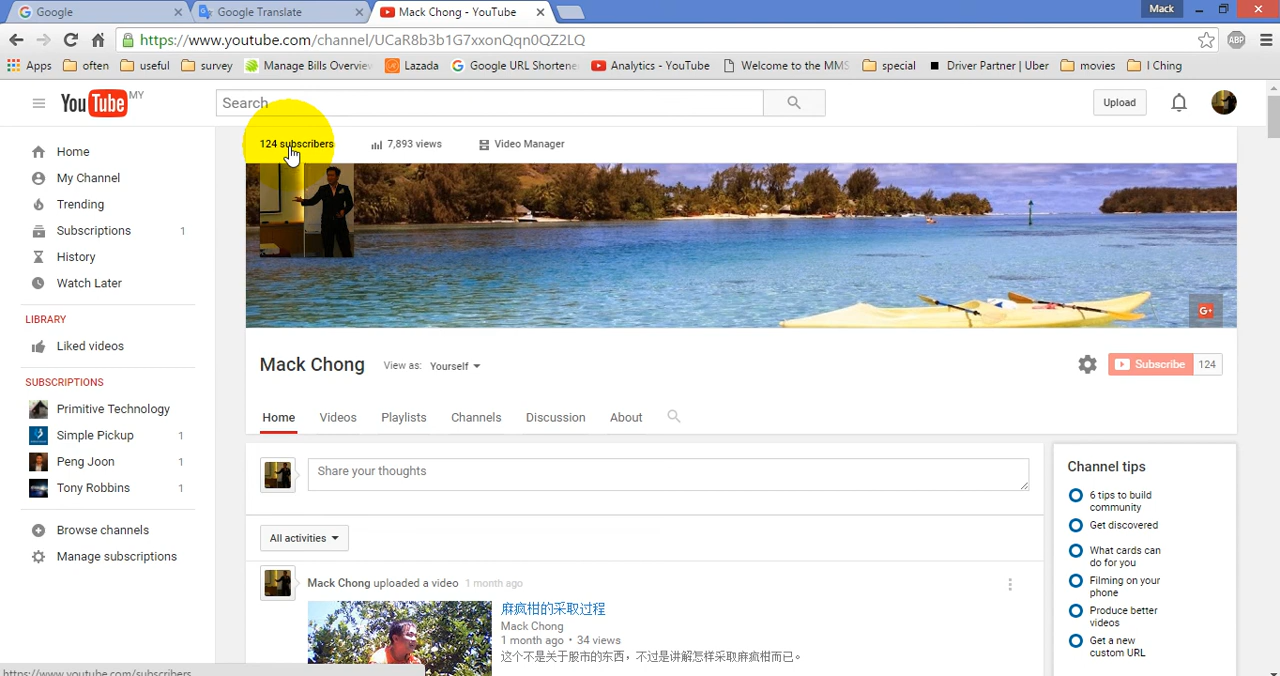 Google
Google Translate
Mack Chong - YouTube
Mack
https://www.youtube.com/channel/UCaR8b3b1G7xxonQqn0QZ2LQ
ABP
Apps often useful survey Manage Bills Overvie Lazada Google URL Shortene Analytics - YouTube Welcome to the MMS special Driver Partner | Uber movies I Ching
YouTube MY
Search
Upload
124 subscribers 7,893 views Video Manager
Home
My Channel
Trending
Subscriptions 1
History
Watch Later
LIBRARY
Liked videos
SUBSCRIPTIONS
Primitive Technology
Simple Pickup 1
Peng Joon 1
Tony Robbins 1
Browse channels
Manage subscriptions
G+
Mack Chong View as: Yourself
Subscribe 124
Home Videos Playlists Channels Discussion About
Share your thoughts
All activities
Mack Chong uploaded a video 1 month ago
麻疯柑的采取过程
Mack Chong
1 month ago • 34 views
这个不是关于股市的东西，不过是讲解怎样采取麻疯柑而已。
Channel tips
6 tips to build
community
Get discovered
What cards can
do for you
Filming on your
phone
Produce better
videos
Get a new
custom URL
https://www.youtube.com/subscribers